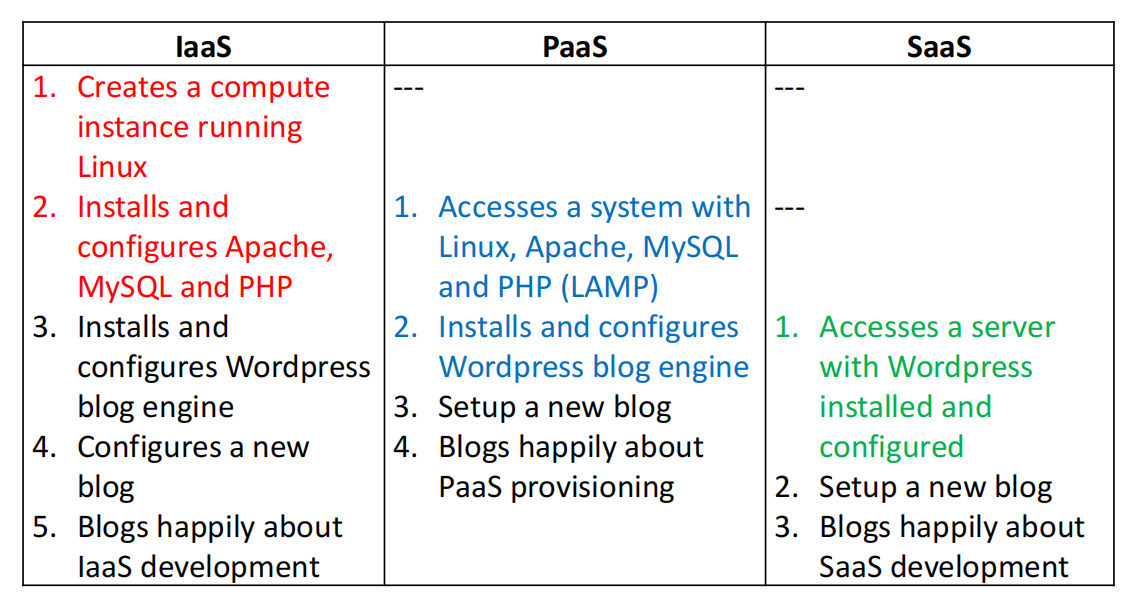 IaaS
PaaS
SaaS
1. Creates a compute
instance running
Linux
2. Installs and
configures Apache,
MySQL and PHP
3. Installs and
configures Wordpress
blog engine
4. Configures a new
blog
5. Blogs happily about
IaaS development
---
1. Accesses a system with
Linux, Apache, MySQL
and PHP (LAMP)
2. Installs and configures
Wordpress blog engine
3. Setup a new blog
4. Blogs happily about
PaaS provisioning
---
---
1. Accesses a server
with Wordpress
installed and
configured
2. Setup a new blog
3. Blogs happily about
SaaS development